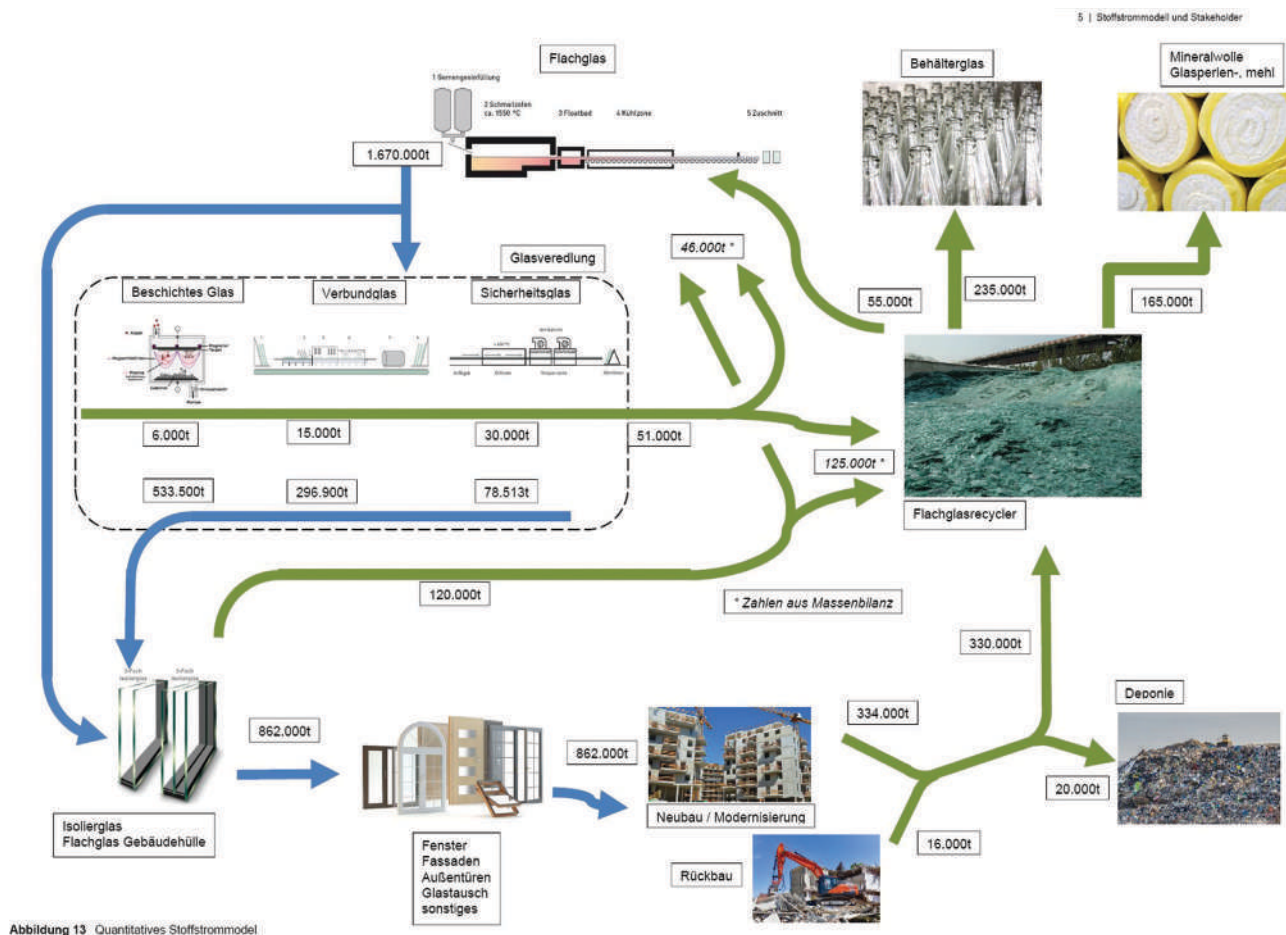 5 | Stoffstrommodell und Stakeholder
Flachglas
Behälterglas
Mineralwolle
Glasperlen-, mehl
1 Gemengeeinfüllung
2 Schmelzofen
ca. 1550 °C
3 Floatbad
4 Kühlzone
5 Zuschnitt
1.670.000t
46.000t *
55.000t
235.000t
165.000t
Glasveredlung
Beschichtes Glas
Verbundglas
Sicherheitsglas
6.000t
15.000t
30.000t
51.000t
125.000t *
533.500t
296.900t
78.513t
Flachglasrecycler
120.000t
* Zahlen aus Massenbilanz
330.000t
Deponie
334.000t
862.000t
862.000t
20.000t
Neubau / Modernisierung
16.000t
Isolierglas
Flachglas Gebäudehülle
Rückbau
Fenster
Fassaden
Außentüren
Glastausch
sonstiges
Abbildung 13 Quantitatives Stoffstrommodel